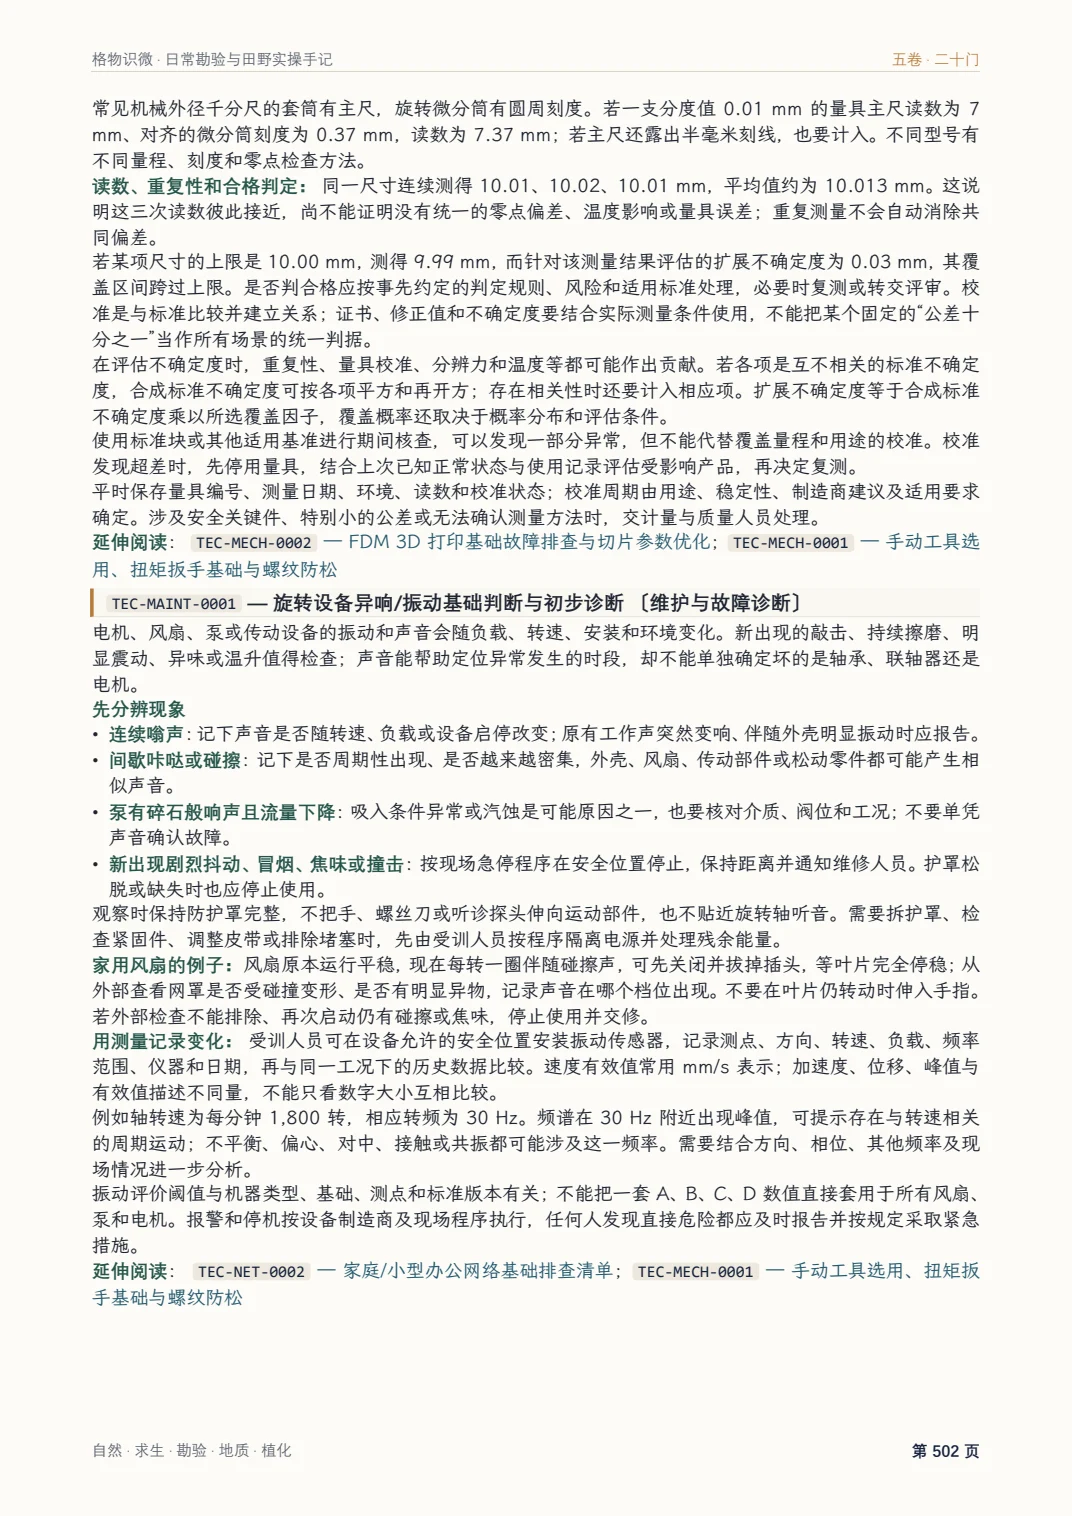 格物识微 · 日常勘验与田野实操手记
五卷 · 二十门
常见机械外径千分尺的套筒有主尺，旋转微分筒有圆周刻度。若一支分度值 0.01 mm 的量具主尺读数为 7
mm、对齐的微分筒刻度为 0.37 mm，读数为 7.37 mm；若主尺还露出半毫米刻线，也要计入。不同型号有
不同量程、刻度和零点检查方法。
读数、重复性和合格判定： 同一尺寸连续测得 10.01、10.02、10.01 mm，平均值约为 10.013 mm。这说
明这三次读数彼此接近，尚不能证明没有统一的零点偏差、温度影响或量具误差；重复测量不会自动消除共
同偏差。
若某项尺寸的上限是 10.00 mm，测得 9.99 mm，而针对该测量结果评估的扩展不确定度为 0.03 mm，其覆
盖区间跨过上限。是否判合格应按事先约定的判定规则、风险和适用标准处理，必要时复测或转交评审。校
准是与标准比较并建立关系；证书、修正值和不确定度要结合实际测量条件使用，不能把某个固定的“公差十
分之一”当作所有场景的统一判据。
在评估不确定度时，重复性、量具校准、分辨力和温度等都可能作出贡献。若各项是互不相关的标准不确定
度，合成标准不确定度可按各项平方和再开方；存在相关性时还要计入相应项。扩展不确定度等于合成标准
不确定度乘以所选覆盖因子，覆盖概率还取决于概率分布和评估条件。
使用标准块或其他适用基准进行期间核查，可以发现一部分异常，但不能代替覆盖量程和用途的校准。校准
发现超差时，先停用量具，结合上次已知正常状态与使用记录评估受影响产品，再决定复测。
平时保存量具编号、测量日期、环境、读数和校准状态；校准周期由用途、稳定性、制造商建议及适用要求
确定。涉及安全关键件、特别小的公差或无法确认测量方法时，交计量与质量人员处理。
延伸阅读： TEC-MECH-0002 — FDM 3D 打印基础故障排查与切片参数优化；TEC-MECH-0001 — 手动工具选
用、扭矩扳手基础与螺纹防松
TEC-MAINT-0001 — 旋转设备异响/振动基础判断与初步诊断 〔维护与故障诊断〕
电机、风扇、泵或传动设备的振动和声音会随负载、转速、安装和环境变化。新出现的敲击、持续擦磨、明
显震动、异味或温升值得检查；声音能帮助定位异常发生的时段，却不能单独确定坏的是轴承、联轴器还是
电机。
先分辨现象
• 连续嗡声：记下声音是否随转速、负载或设备启停改变；原有工作声突然变响、伴随外壳明显振动时应报告。
• 间歇咔哒或碰擦：记下是否周期性出现、是否越来越密集，外壳、风扇、传动部件或松动零件都可能产生相
似声音。
• 泵有碎石般响声且流量下降：吸入条件异常或汽蚀是可能原因之一，也要核对介质、阀位和工况；不要单凭
声音确认故障。
• 新出现剧烈抖动、冒烟、焦味或撞击：按现场急停程序在安全位置停止，保持距离并通知维修人员。护罩松
脱或缺失时也应停止使用。
观察时保持防护罩完整，不把手、螺丝刀或听诊探头伸向运动部件，也不贴近旋转轴听音。需要拆护罩、检
查紧固件、调整皮带或排除堵塞时，先由受训人员按程序隔离电源并处理残余能量。
家用风扇的例子：风扇原本运行平稳，现在每转一圈伴随碰擦声，可先关闭并拔掉插头，等叶片完全停稳；从
外部查看网罩是否受碰撞变形、是否有明显异物，记录声音在哪个档位出现。不要在叶片仍转动时伸入手指。
若外部检查不能排除、再次启动仍有碰擦或焦味，停止使用并交修。
用测量记录变化： 受训人员可在设备允许的安全位置安装振动传感器，记录测点、方向、转速、负载、频率
范围、仪器和日期，再与同一工况下的历史数据比较。速度有效值常用 mm/s 表示；加速度、位移、峰值与
有效值描述不同量，不能只看数字大小互相比较。
例如轴转速为每分钟 1,800 转，相应转频为 30 Hz。频谱在 30 Hz 附近出现峰值，可提示存在与转速相关
的周期运动；不平衡、偏心、对中、接触或共振都可能涉及这一频率。需要结合方向、相位、其他频率及现
场情况进一步分析。
振动评价阈值与机器类型、基础、测点和标准版本有关；不能把一套 A、B、C、D 数值直接套用于所有风扇、
泵和电机。报警和停机按设备制造商及现场程序执行，任何人发现直接危险都应及时报告并按规定采取紧急
措施。
延伸阅读： TEC-NET-0002 — 家庭/小型办公网络基础排查清单；TEC-MECH-0001 — 手动工具选用、扭矩扳
手基础与螺纹防松
自然 · 求生 · 勘验 · 地质 · 植化
第 502 页